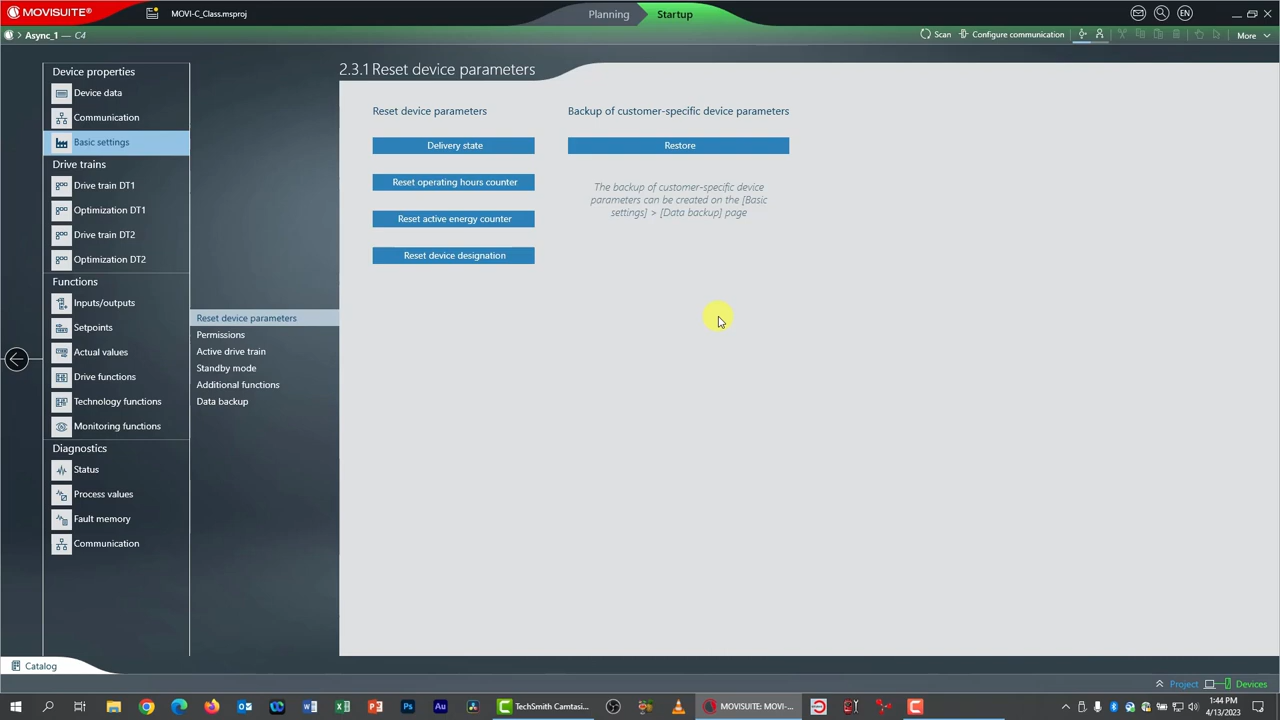 MOVISUITE®
MOVI-C_Class.msproj
Planning
Startup
EN
Async_1 — C4
Scan
Configure communication
More
Device properties
Device data
Communication
Basic settings
Drive trains
Drive train DT1
Optimization DT1
Drive train DT2
Optimization DT2
Functions
Inputs/outputs
Setpoints
Actual values
Drive functions
Technology functions
Monitoring functions
Diagnostics
Status
Process values
Fault memory
Communication
Reset device parameters
Permissions
Active drive train
Standby mode
Additional functions
Data backup
2.3.1 Reset device parameters
Reset device parameters
Delivery state
Reset operating hours counter
Reset active energy counter
Reset device designation
Backup of customer-specific device parameters
Restore
The backup of customer-specific device
parameters can be created on the [Basic
settings] > [Data backup] page
Catalog
Project
Devices
TechSmith Camtasi...
MOVISUITE: MOVI-...
1:44 PM
4/13/2023